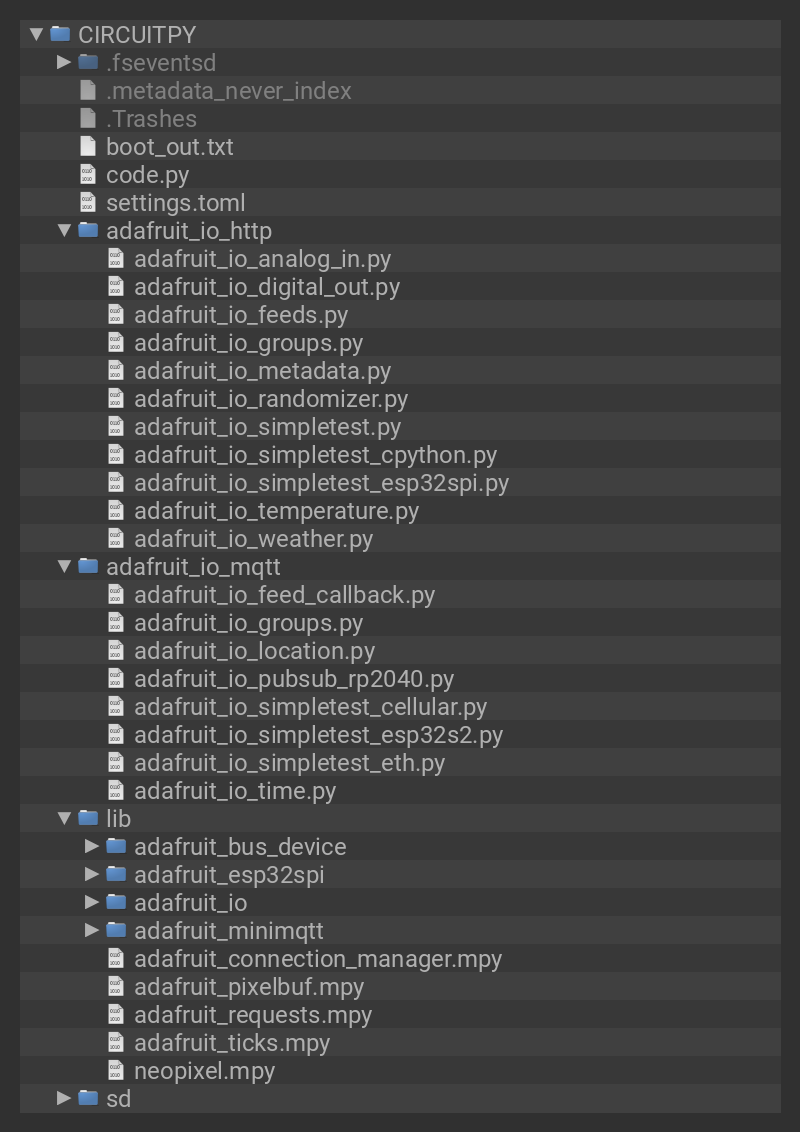 CIRCUITPY
.fseventsd
.metadata_never_index
.Trashes
boot_out.txt
code.py
settings.toml
adafruit_io_http
adafruit_io_analog_in.py
adafruit_io_digital_out.py
adafruit_io_feeds.py
adafruit_io_groups.py
adafruit_io_metadata.py
adafruit_io_randomizer.py
adafruit_io_simpletest.py
adafruit_io_simpletest_cpython.py
adafruit_io_simpletest_esp32spi.py
adafruit_io_temperature.py
adafruit_io_weather.py
adafruit_io_mqtt
adafruit_io_feed_callback.py
adafruit_io_groups.py
adafruit_io_location.py
adafruit_io_pubsub_rp2040.py
adafruit_io_simpletest_cellular.py
adafruit_io_simpletest_esp32s2.py
adafruit_io_simpletest_eth.py
adafruit_io_time.py
lib
adafruit_bus_device
adafruit_esp32spi
adafruit_io
adafruit_minimqtt
adafruit_connection_manager.mpy
adafruit_pixelbuf.mpy
adafruit_requests.mpy
adafruit_ticks.mpy
neopixel.mpy
sd